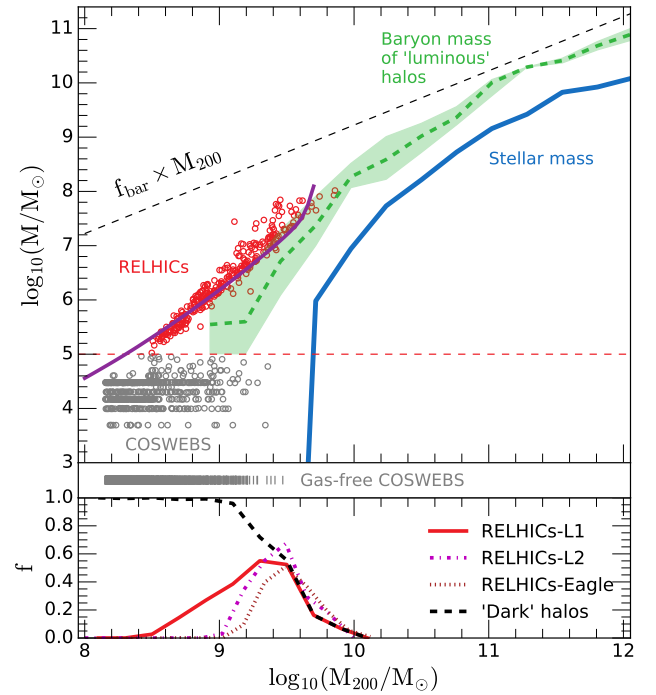 11
10
9
8
7
6
5
4
3
log₁₀(M/M⊙)
Baryon mass
of 'luminous'
halos
f_bar × M₂₀₀
Stellar mass
RELHICs
COSWEBS
Gas-free COSWEBS
1.0
0.8
0.6
0.4
0.2
0.0
f
RELHICs-L1
RELHICs-L2
RELHICs-Eagle
'Dark' halos
8 9 10 11 12
log₁₀(M₂₀₀/M⊙)